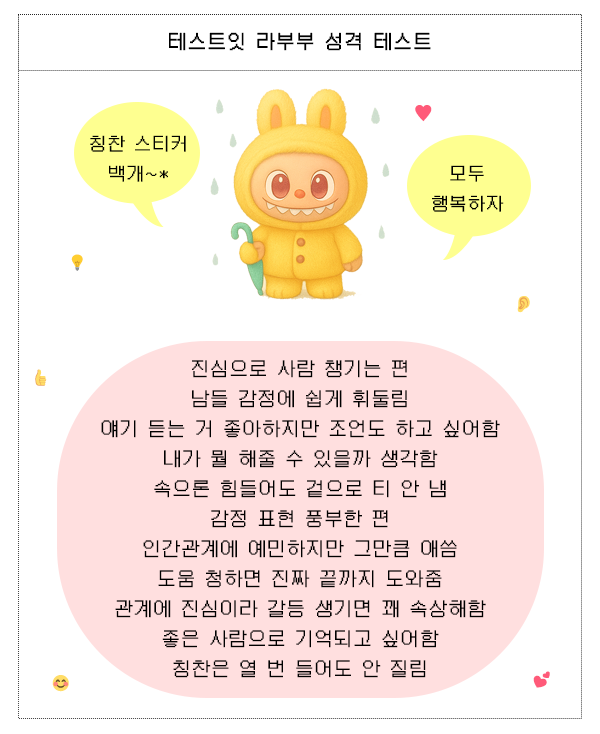 테스트잇 라부부 성격 테스트
칭찬 스티커
백개~*
모두
행복하자
진심으로 사람 챙기는 편
남들 감정에 쉽게 휘둘림
얘기 듣는 거 좋아하지만 조언도 하고 싶어함
내가 뭘 해줄 수 있을까 생각함
속으론 힘들어도 겉으로 티 안 냄
감정 표현 풍부한 편
인간관계에 예민하지만 그만큼 애씀
도움 청하면 진짜 끝까지 도와줌
관계에 진심이라 갈등 생기면 꽤 속상해함
좋은 사람으로 기억되고 싶어함
칭찬은 열 번 들어도 안 질림